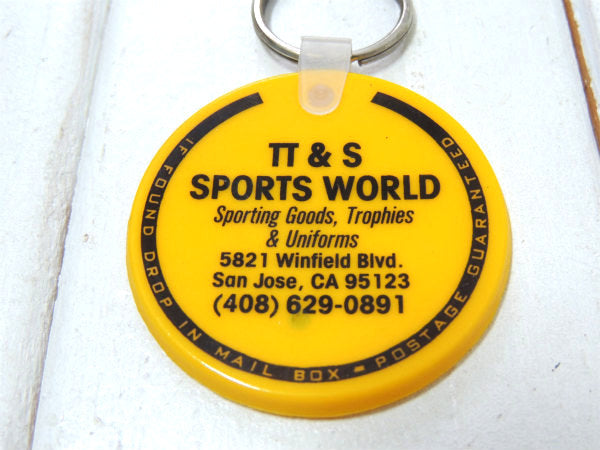 TT & S
SPORTS WORLD
Sporting Goods, Trophies
& Uniforms
5821 Winfield Blvd.
San Jose, CA 95123
(408) 629-0891
IF FOUND DROP IN MAIL BOX - POSTAGE GUARANTEED